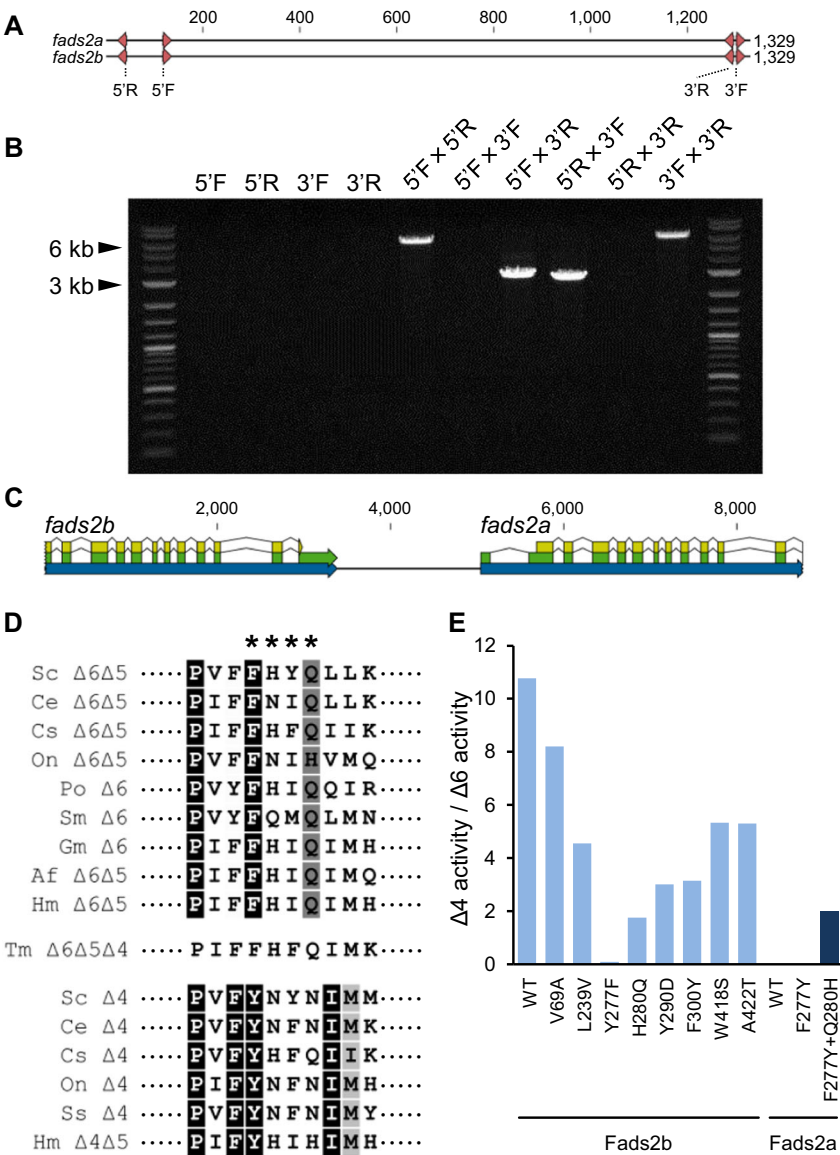 A
200 400 600 800 1,000 1,200
fads2a 1,329
fads2b 1,329
5’R 5’F 3’R 3’F
B
5’F 5’R 3’F 3’R 5’F × 5’R 5’F × 3’F 5’F × 3’R 5’R × 3’F 5’R × 3’R 3’F × 3’R
6 kb
3 kb
C
2,000 4,000 6,000 8,000
fads2b fads2a
D
****
Sc Δ6Δ5 ····· PVFFHYQLLK ·····
Ce Δ6Δ5 ····· PIFFNIQLLK ·····
Cs Δ6Δ5 ····· PIFFHFQIIK ·····
On Δ6Δ5 ····· PVFFNIHVMQ ·····
Po Δ6 ····· PVYFHIQQIR ·····
Sm Δ6 ····· PVYFQMQLMN ·····
Gm Δ6 ····· PIFFHIQIMH ·····
Af Δ6Δ5 ····· PIFFHIQIMQ ·····
Hm Δ6Δ5 ····· PIFFHIQIMH ·····
Tm Δ6Δ5Δ4 ····· PIFFHFQIMK ·····
Sc Δ4 ····· PVFYNYNIMM ·····
Ce Δ4 ····· PVFYNFNIMK ·····
Cs Δ4 ····· PVFYHFQIIK ·····
On Δ4 ····· PIFYNFNIMH ·····
Ss Δ4 ····· PVFYNFNIMY ·····
Hm Δ4Δ5 ····· PIFYHIHIMH ·····
E
Δ4 activity / Δ6 activity
12
10
8
6
4
2
0
WT V69A L239V Y277F H280Q Y290D F300Y W418S A422T WT F277Y F277Y+Q280H
Fads2b Fads2a